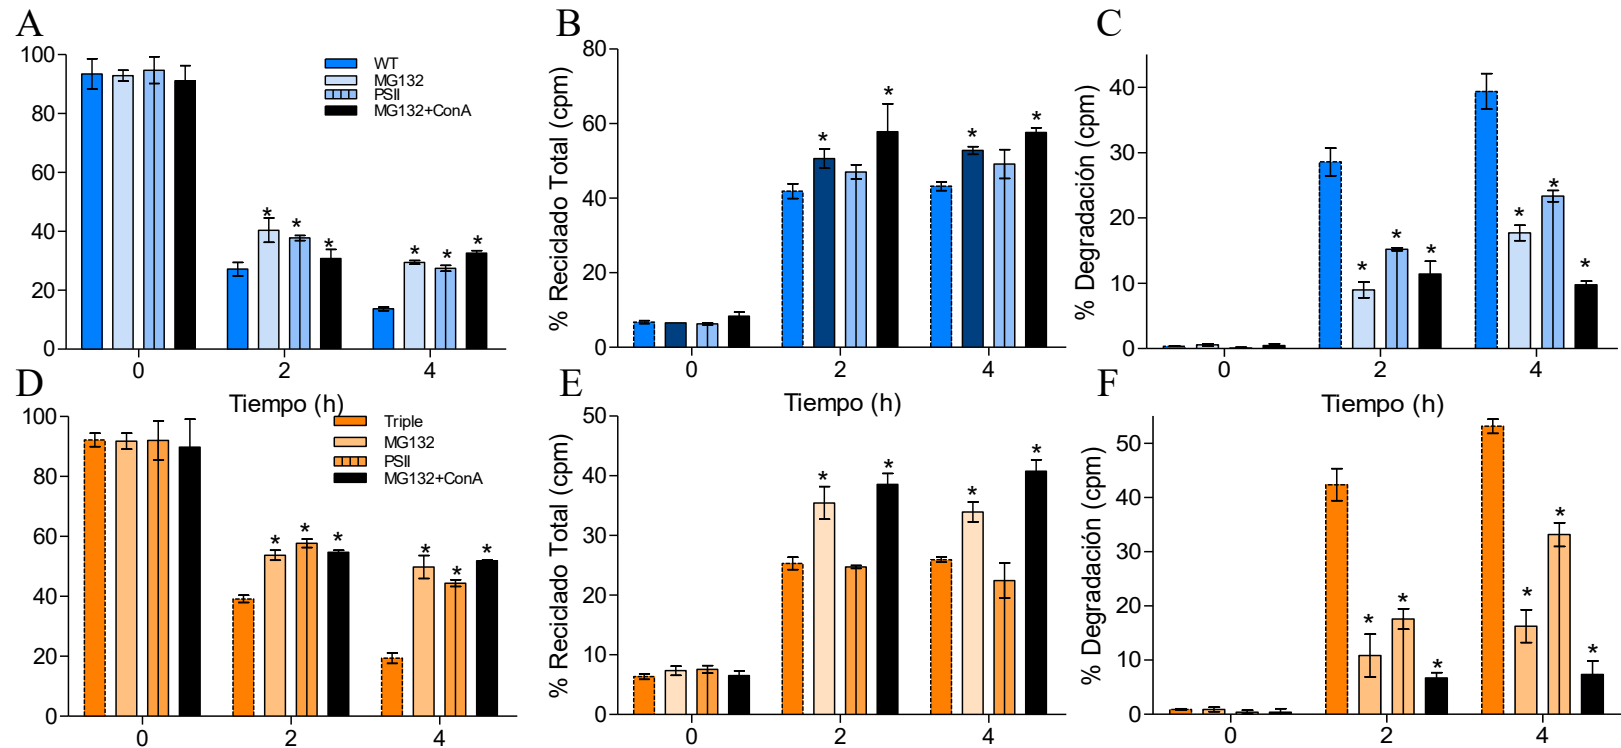 A
100
80
60
40
20
0
0
2
4
Tiempo (h)
WT
MG132
PSII
MG132+ConA
* * *
* * *
B
% Reciclado Total (cpm)
80
60
40
20
0
0
2
4
Tiempo (h)
* *
* *
C
% Degradación (cpm)
40
30
20
10
0
0
2
4
Tiempo (h)
* * *
* * *
D
100
80
60
40
20
0
0
2
4
Triple
MG132
PSII
MG132+ConA
* * *
* * *
E
% Reciclado Total (cpm)
50
40
30
20
10
0
0
2
4
* *
* *
F
% Degradación (cpm)
50
40
30
20
10
0
0
2
4
* * *
* * *